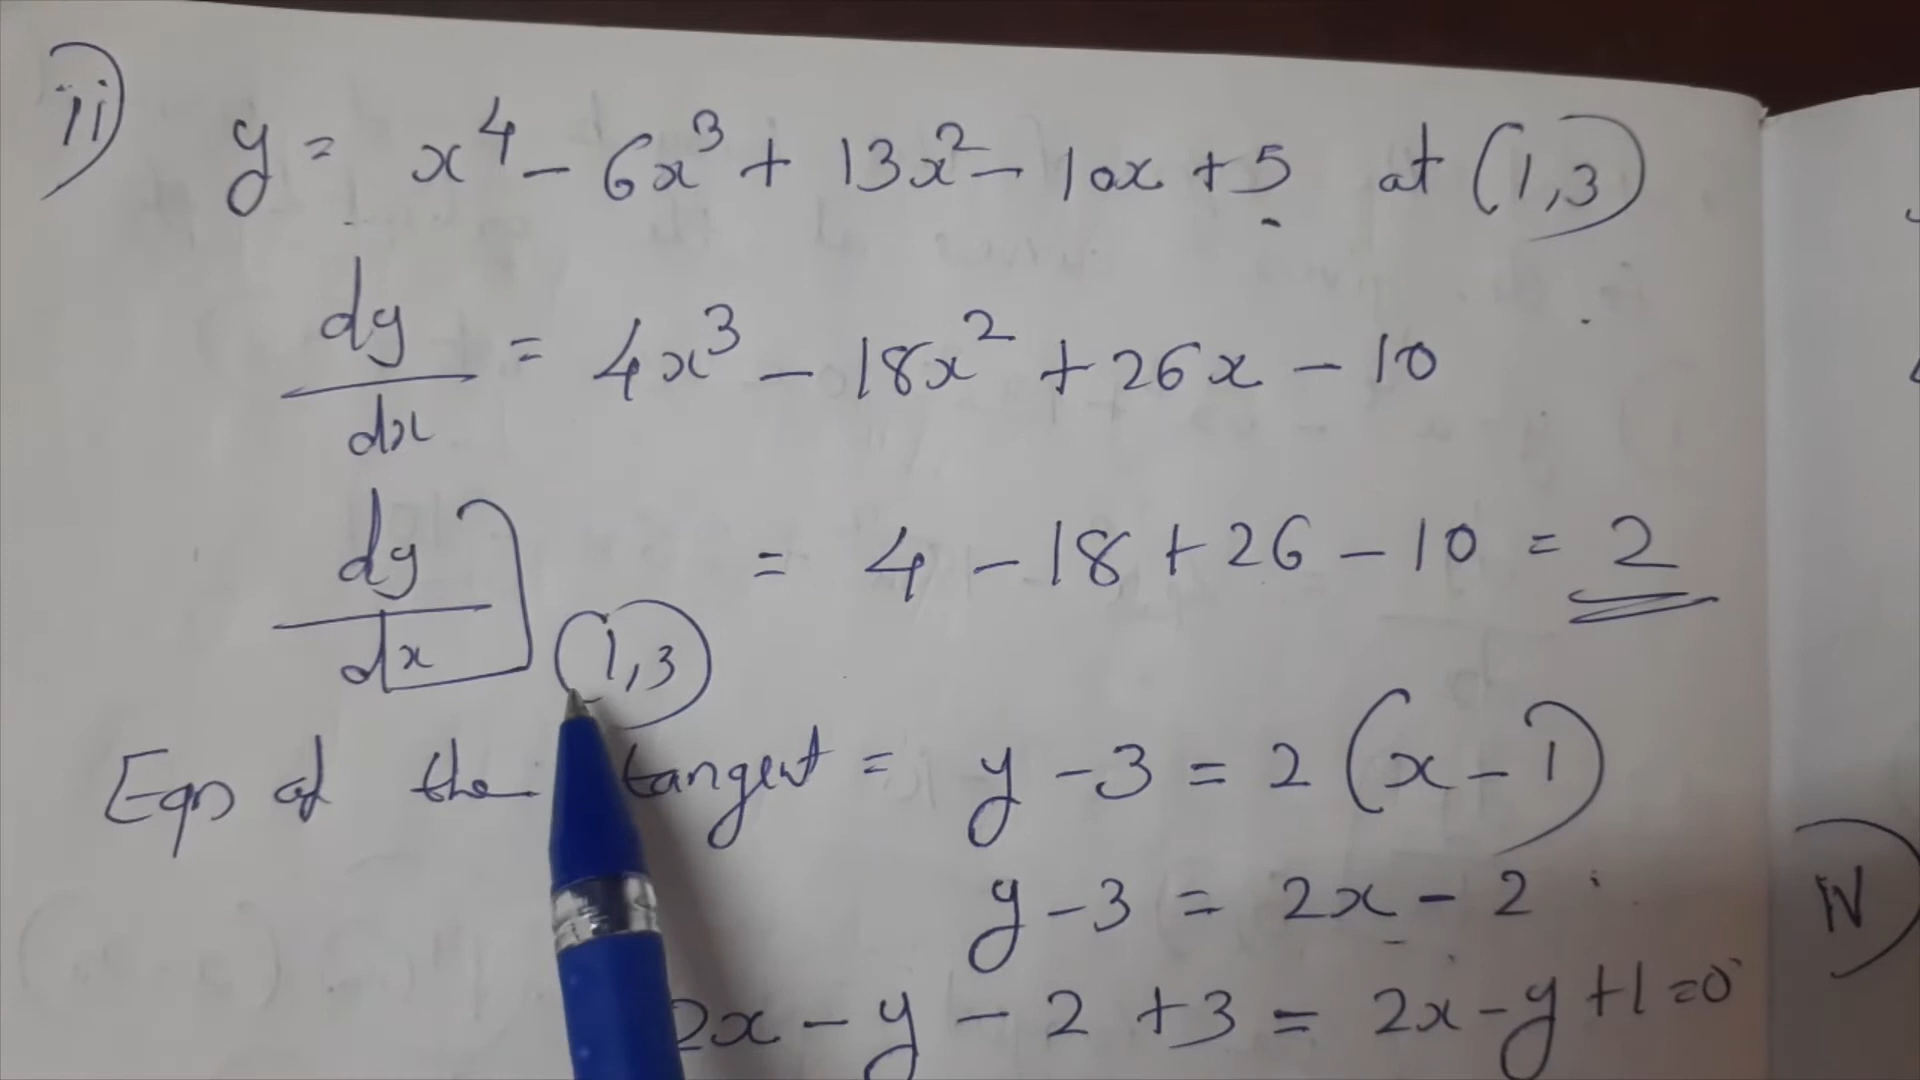 ii)
y = x⁴ - 6x³ + 13x² - 10x + 5 at (1,3)
dy/dx = 4x³ - 18x² + 26x - 10
dy/dx](1,3) = 4 - 18 + 26 - 10 = 2
Eqn of the tangent = y - 3 = 2(x - 1)
y - 3 = 2x - 2
2x - y - 2 + 3 = 2x - y + 1 = 0
iv)